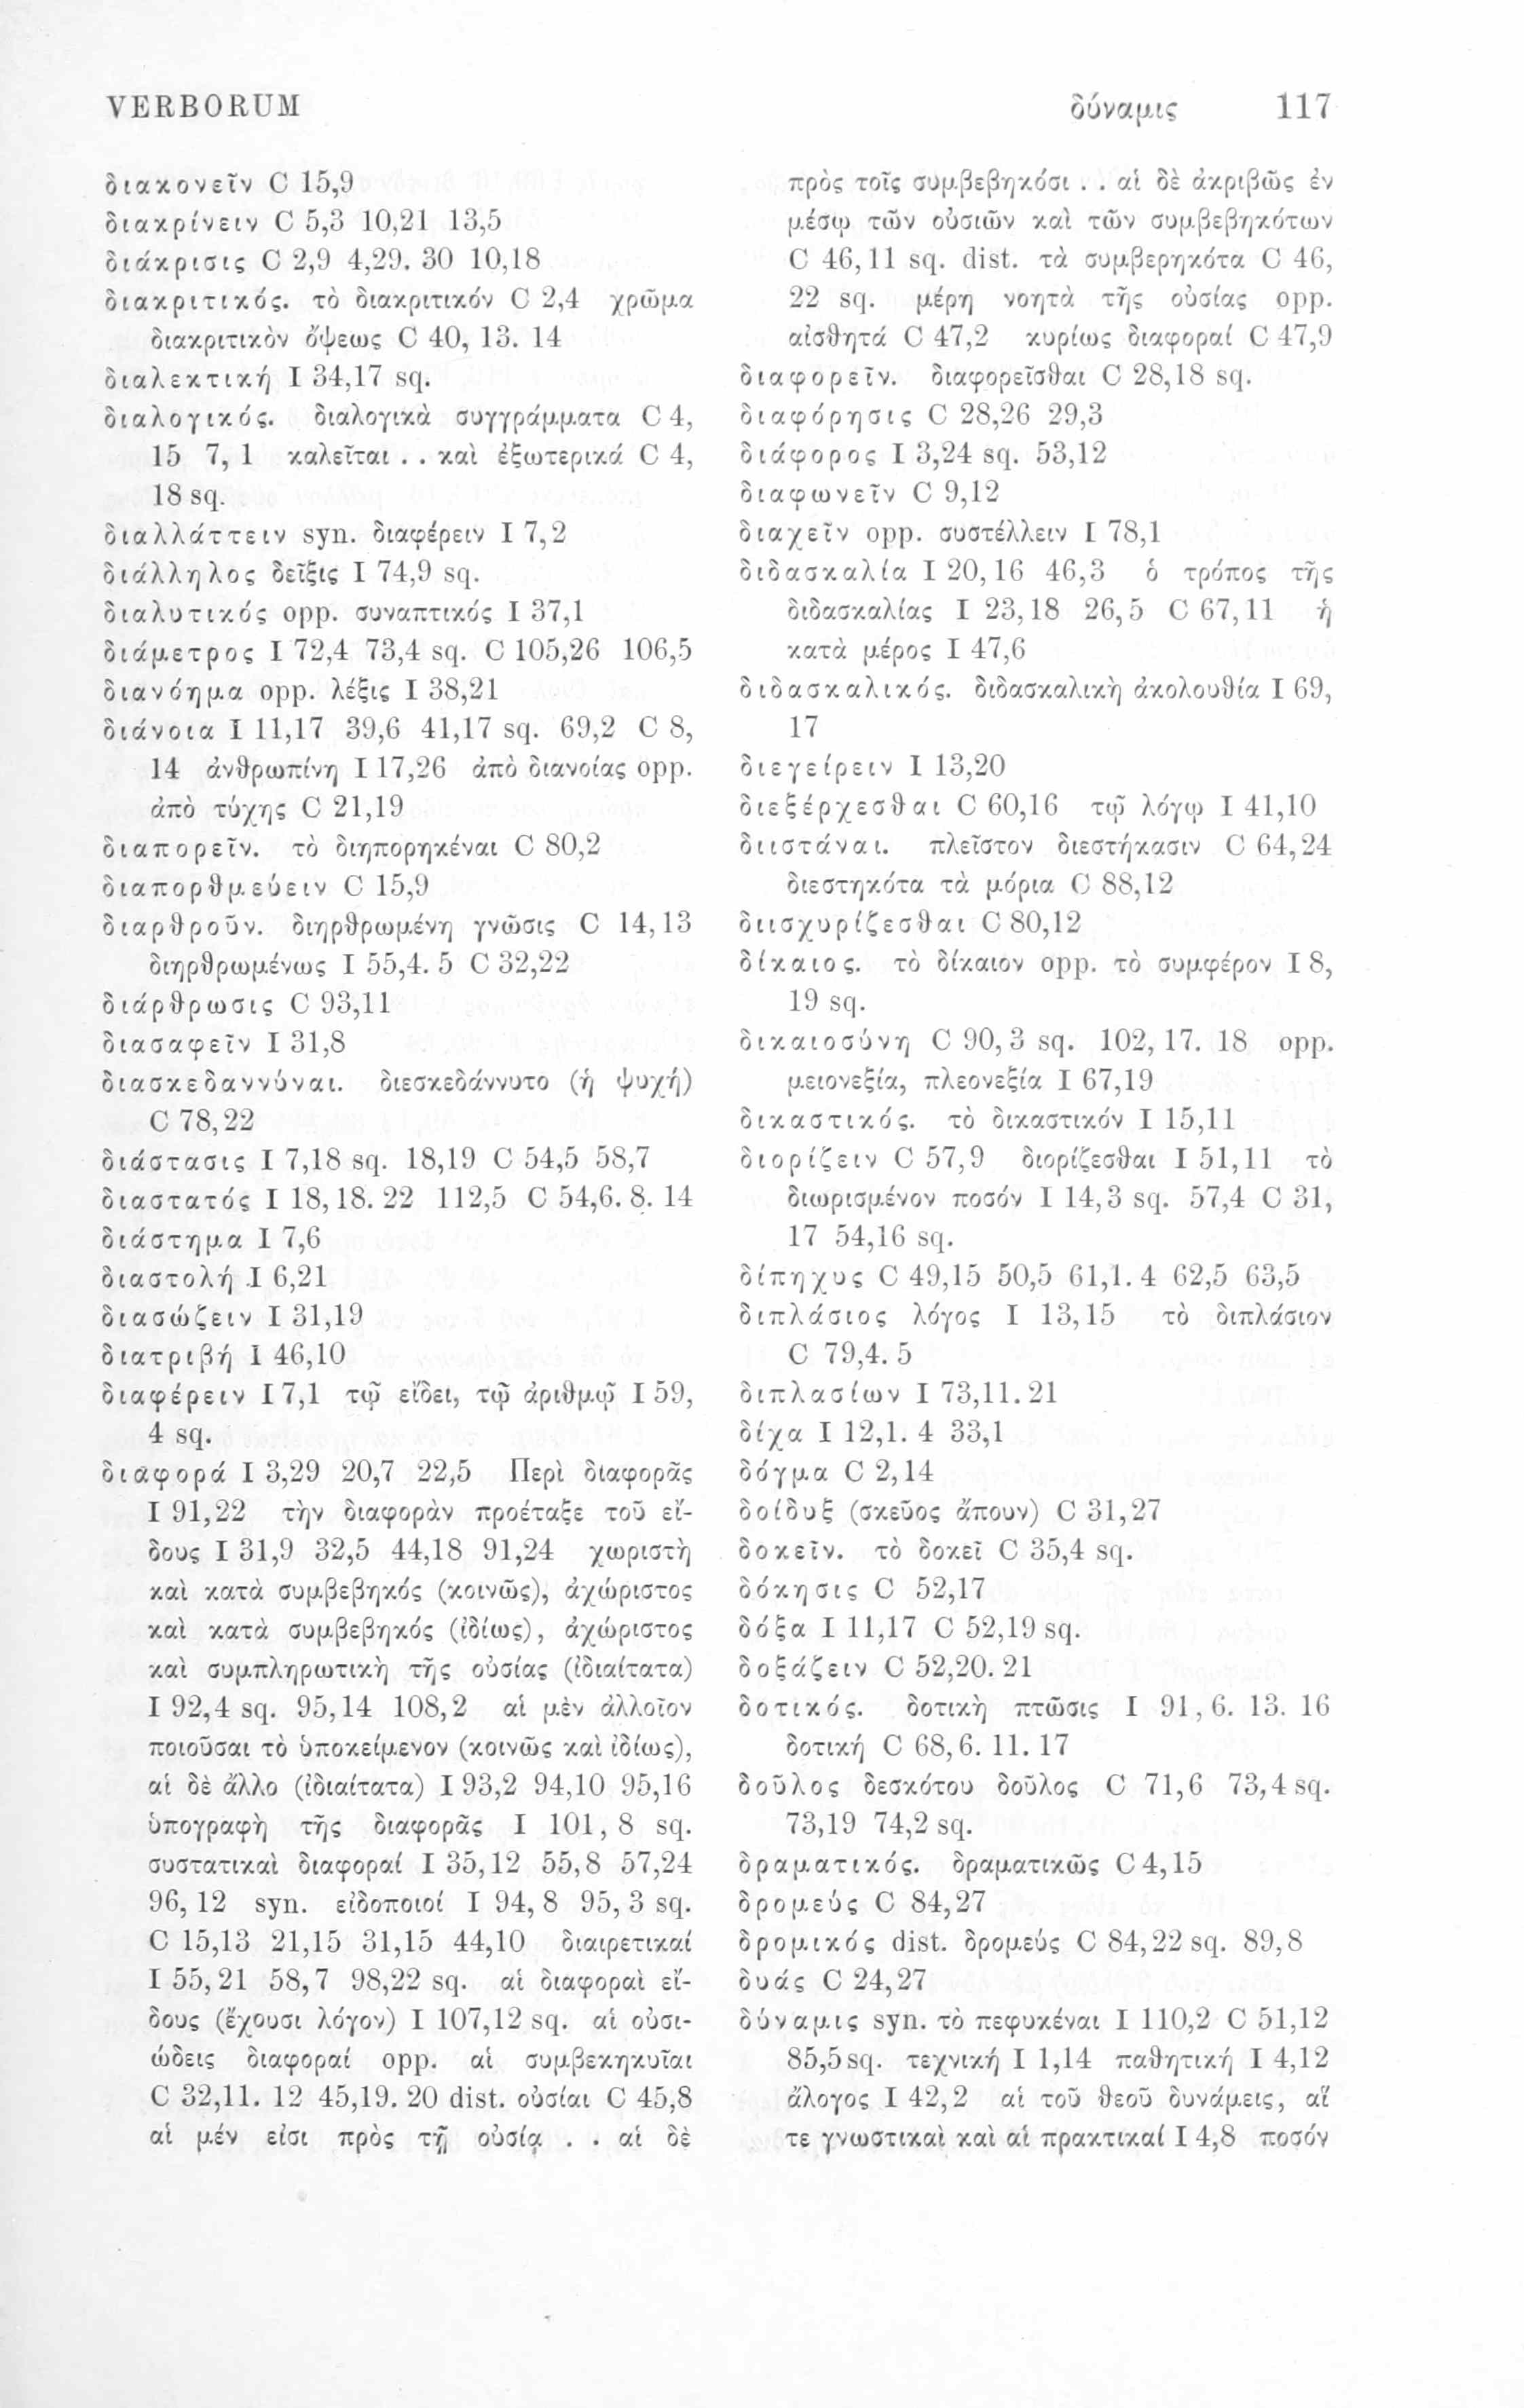 VERBORUM
δύναμις 117
διακονεῖν C 15,9
διακρίνειν C 5,3 10,21 13,5
διάκρισις C 2,9 4,29. 30 10,18
διακριτικός. τὸ διακριτικόν C 2,4 χρῶμα
διακριτικὸν ὄψεως C 40, 13. 14
διαλεκτική I 34,17 sq.
διαλογικός. διαλογικὰ συγγράμματα C 4,
15 7, 1 καλεῖται . . καὶ ἐξωτερικά C 4,
18 sq.
διαλλάττειν syn. διαφέρειν I 7, 2
διάλληλος δεῖξις I 74,9 sq.
διαλυτικός opp. συναπτικός I 37,1
διάμετρος I 72,4 73,4 sq. C 105,26 106,5
διανόημα opp. λέξις I 38,21
διάνοια I 11,17 39,6 41,17 sq. 69,2 C 8,
14 ἀνθρωπίνη I 17,26 ἀπὸ διανοίας opp.
ἀπὸ τύχης C 21,19
διαπορεῖν. τὸ διηπορηκέναι C 80,2
διαπορθμεύειν C 15,9
διαρθροῦν. διηρθρωμένη γνῶσις C 14, 13
διηρθρωμένως I 55,4. 5 C 32,22
διάρθρωσις C 93,11
διασαφεῖν I 31,8
διασκεδαννύναι. διεσκεδάννυτο (ἡ ψυχή)
C 78, 22
διάστασις I 7,18 sq. 18,19 C 54,5 58,7
διαστατός I 18, 18. 22 112,5 C 54,6. 8. 14
διάστημα I 7,6
διαστολή I 6,21
διασώζειν I 31,19
διατριβή I 46,10
διαφέρειν I 7,1 τῷ εἴδει, τῷ ἀριθμῷ I 59,
4 sq.
διαφορά I 3,29 20,7 22,5 Περὶ διαφορᾶς
I 91,22 τὴν διαφορὰν προέταξε τοῦ εἴ-
δους I 31,9 32,5 44,18 91,24 χωριστὴ
καὶ κατὰ συμβεβηκός (κοινῶς), ἀχώριστος
καὶ κατὰ συμβεβηκός (ἰδίως), ἀχώριστος
καὶ συμπληρωτικὴ τῆς οὐσίας (ἰδιαίτατα)
I 92,4 sq. 95,14 108,2 αἱ μὲν ἀλλοῖον
ποιοῦσαι τὸ ὑποκείμενον (κοινῶς καὶ ἰδίως),
αἱ δὲ ἄλλο (ἰδιαίτατα) I 93,2 94,10 95,16
ὑπογραφὴ τῆς διαφορᾶς I 101, 8 sq.
συστατικαὶ διαφοραί I 35,12 55,8 57,24
96, 12 syn. εἰδοποιοί I 94, 8 95, 3 sq.
C 15,13 21,15 31,15 44,10 διαιρετικαί
I 55, 21 58, 7 98,22 sq. αἱ διαφοραὶ εἴ-
δους (ἔχουσι λόγον) I 107,12 sq. αἱ οὐσι-
ώδεις διαφοραί opp. αἱ συμβεκηκυῖαι
C 32,11. 12 45,19. 20 dist. οὐσίαι C 45,8
αἱ μέν εἰσι πρὸς τῇ οὐσίᾳ . . αἱ δὲ
πρὸς τοῖς συμβεβηκόσι . . αἱ δὲ ἀκριβῶς ἐν
μέσῳ τῶν οὐσιῶν καὶ τῶν συμβεβηκότων
C 46, 11 sq. dist. τὰ συμβερηκότα C 46,
22 sq. μέρη νοητὰ τῆς οὐσίας opp.
αἰσθητά C 47,2 κυρίως διαφοραί C 47,9
διαφορεῖν. διαφορεῖσθαι C 28,18 sq.
διαφόρησις C 28,26 29,3
διάφορος I 3,24 sq. 53,12
διαφωνεῖν C 9,12
διαχεῖν opp. συστέλλειν I 78,1
διδασκαλία I 20, 16 46,3 ὁ τρόπος τῆς
διδασκαλίας I 23,18 26, 5 C 67, 11 ἡ
κατὰ μέρος I 47,6
διδασκαλικός. διδασκαλικὴ ἀκολουθία I 69,
17
διεγείρειν I 13,20
διεξέρχεσθαι C 60,16 τῷ λόγῳ I 41,10
διιστάναι. πλεῖστον διεστήκασιν C 64, 24
διεστηκότα τὰ μόρια C 88,12
διισχυρίζεσθαι C 80,12
δίκαιος. τὸ δίκαιον opp. τὸ συμφέρον I 8,
19 sq.
δικαιοσύνη C 90, 3 sq. 102, 17. 18 opp.
μειονεξία, πλεονεξία I 67,19
δικαστικός. τὸ δικαστικόν I 15,11
διορίζειν C 57,9 διορίζεσθαι I 51,11 τὸ
διωρισμένον ποσόν I 14, 3 sq. 57,4 C 31,
17 54,16 sq.
δίπηχυς C 49,15 50,5 61,1. 4 62,5 63,5
διπλάσιος λόγος I 13,15 τὸ διπλάσιον
C 79,4. 5
διπλασίων I 73,11. 21
δίχα I 12,1. 4 33,1
δόγμα C 2,14
δοίδυξ (σκεῦος ἄπουν) C 31,27
δοκεῖν. τὸ δοκεῖ C 35,4 sq.
δόκησις C 52,17
δόξα I 11,17 C 52,19 sq.
δοξάζειν C 52,20. 21
δοτικός. δοτικὴ πτῶσις I 91, 6. 13. 16
δοτική C 68, 6. 11. 17
δοῦλος δεσκότου δοῦλος C 71,6 73,4 sq.
73,19 74,2 sq.
δραματικός. δραματικῶς C 4,15
δρομεύς C 84,27
δρομικός dist. δρομεύς C 84, 22 sq. 89,8
δυάς C 24,27
δύναμις syn. τὸ πεφυκέναι I 110,2 C 51,12
85,5 sq. τεχνική I 1,14 παθητική I 4,12
ἄλογος I 42,2 αἱ τοῦ θεοῦ δυνάμεις, αἵ
τε γνωστικαὶ καὶ αἱ πρακτικαί I 4,8 ποσόν